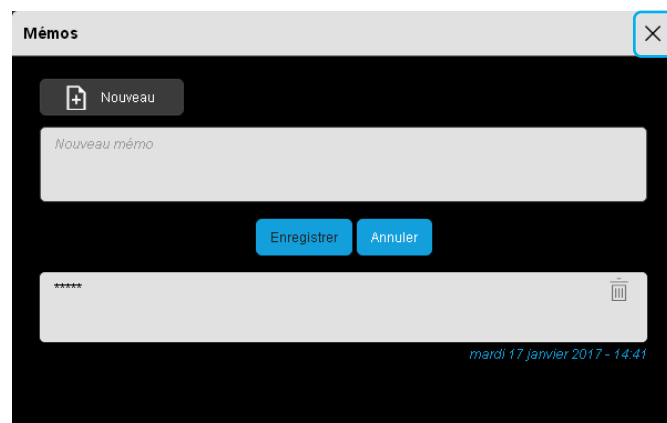 Mémos
Nouveau
Nouveau mémo
Enregistrer Annuler
*****
mardi 17 janvier 2017 - 14:41